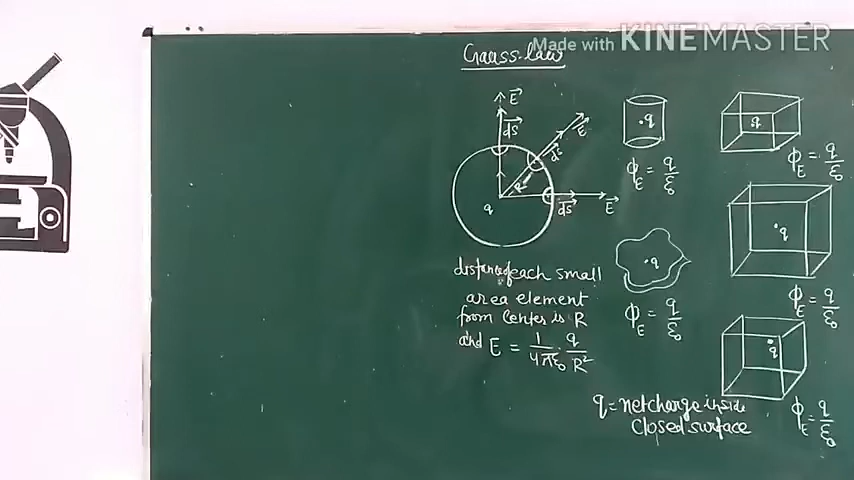 Made with KINEMASTER
Gauss-law
E
ds
E
ds
R
q
ds
E
q
ϕE = q/ε0
q
ϕE = q/ε0
q
ϕE = q/ε0
q
ϕE = q/ε0
q
ϕE = q/ε0
distance of each small
area element
from center is R
and E = 1/4πε0 . q/R²
q = net charge inside
closed surface